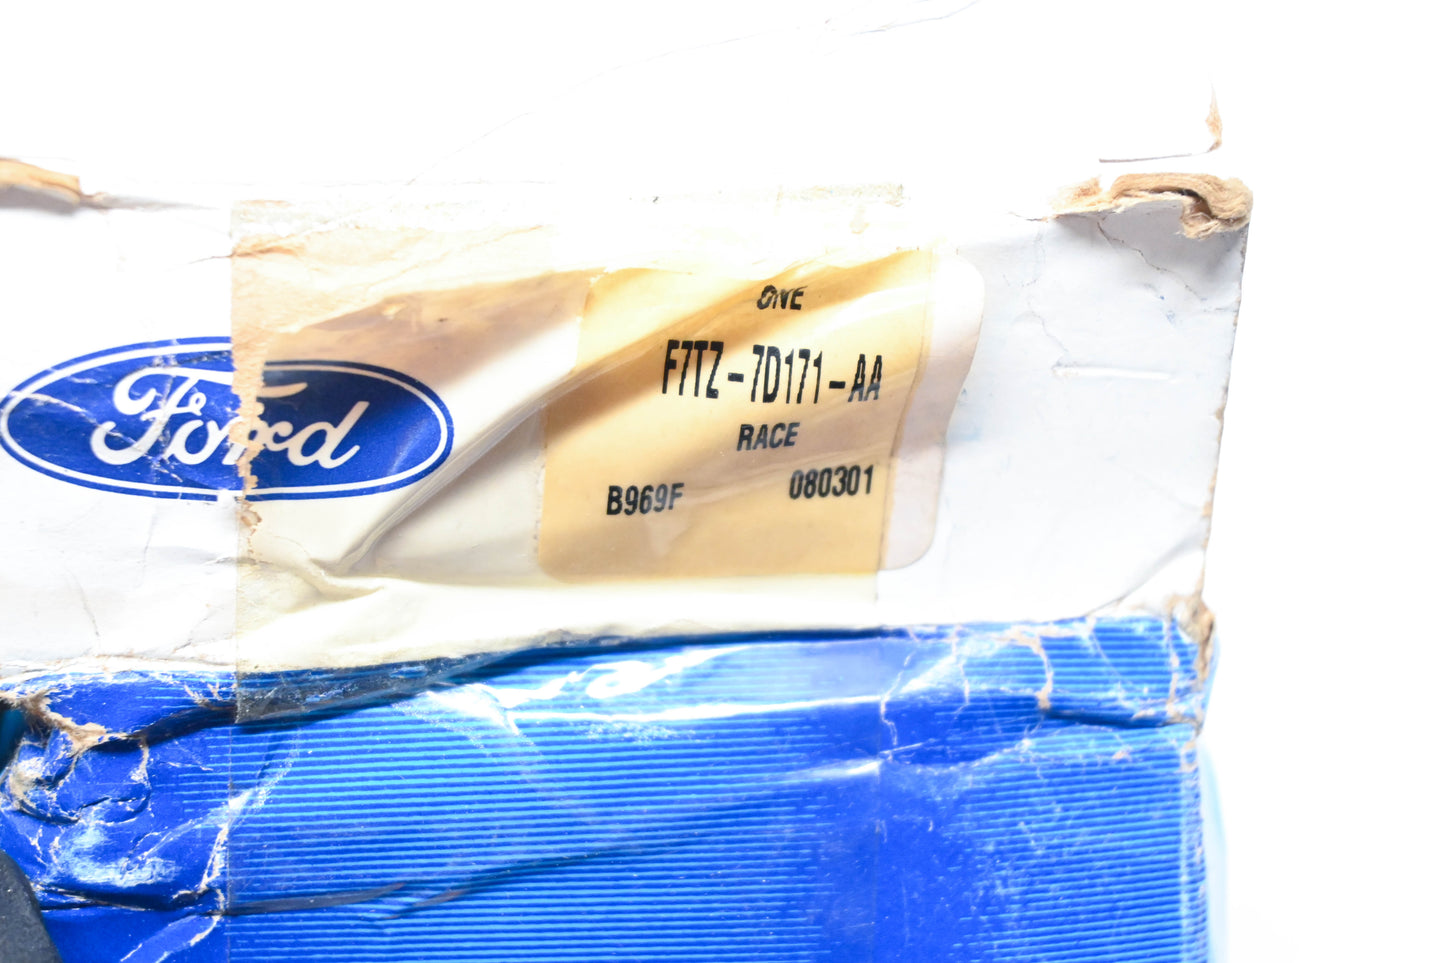 Ford
ONE
F7TZ-7D171-AA
RACE
B969F 080301